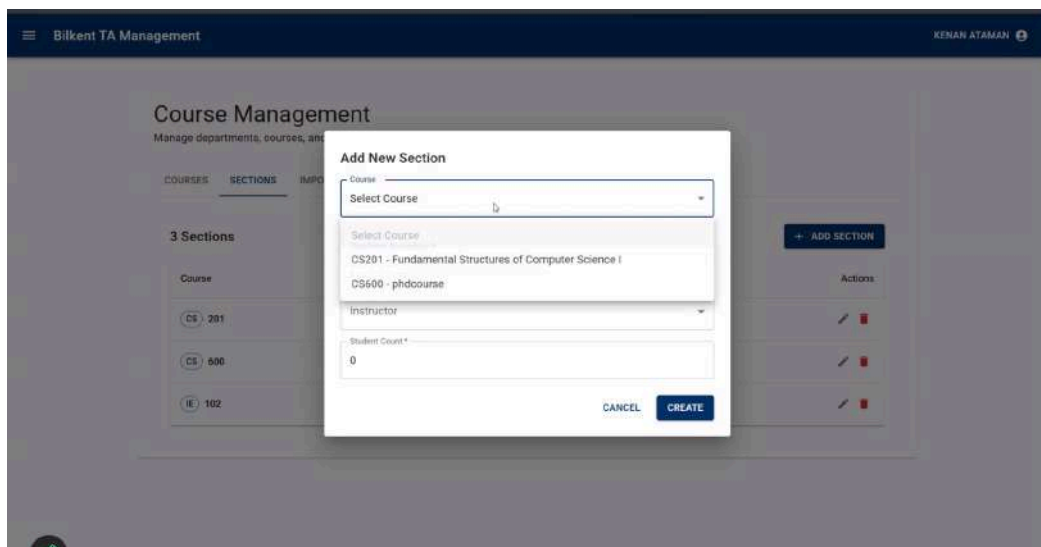 Bilkent TA Management
KENAN ATAMAN
Course Management
Manage departments, courses, and
COURSES SECTIONS IMPO
3 Sections
+ ADD SECTION
Course
Actions
CS 201
CS 600
IE 102
Add New Section
Course
Select Course
Select Course
CS201 - Fundamental Structures of Computer Science I
CS600 - phdcourse
Instructor
Student Count *
0
CANCEL CREATE